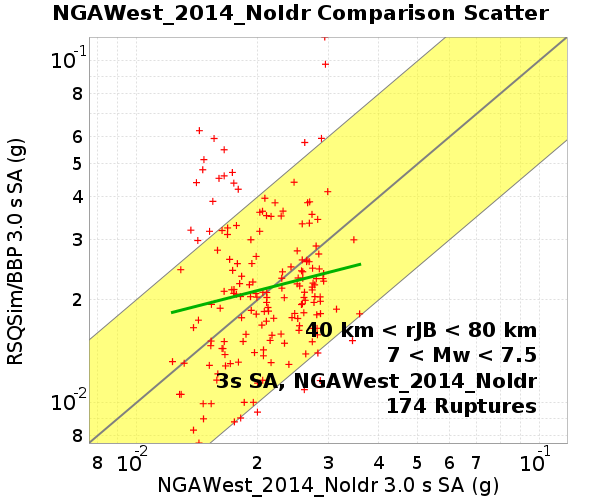 NGAWest_2014_NoIdr Comparison Scatter
RSQSim/BBP 3.0 s SA (g)
10⁻¹
8
6
5
4
3
2
10⁻²
8
40 km < rJB < 80 km
7 < Mw < 7.5
3s SA, NGAWest_2014_NoIdr
174 Ruptures
8 10⁻² 2 3 4 5 6 7 8 10⁻¹
NGAWest_2014_NoIdr 3.0 s SA (g)